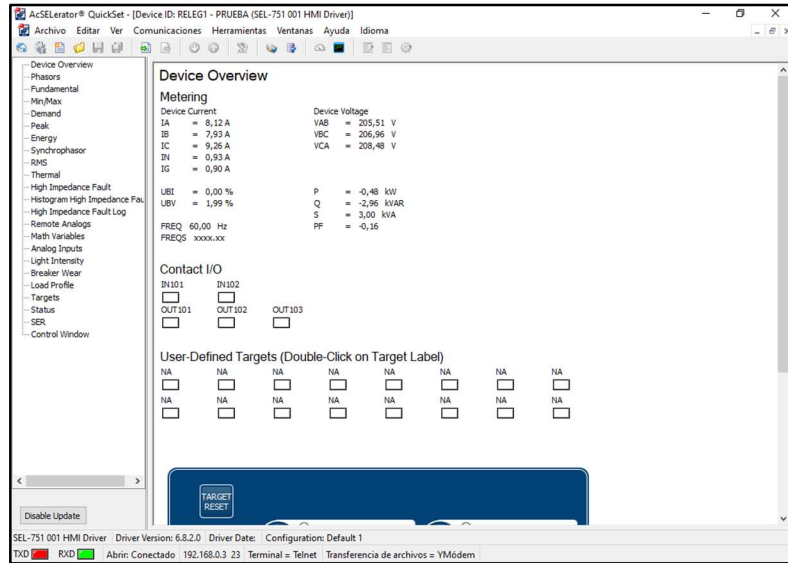 AcSELerator® QuickSet - [Device ID: RELEG1 - PRUEBA (SEL-751 001 HMI Driver)]
Archivo Editar Ver Comunicaciones Herramientas Ventanas Ayuda Idioma
Device Overview
Phasors
Fundamental
Min/Max
Demand
Peak
Energy
Synchrophasor
RMS
Thermal
High Impedance Fault
Histogram High Impedance Fau
High Impedance Fault Log
Remote Analogs
Math Variables
Analog Inputs
Light Intensity
Breaker Wear
Load Profile
Targets
Status
SER
Control Window
Disable Update
Device Overview
Metering
Device Current Device Voltage
IA = 8,12 A VAB = 205,51 V
IB = 7,93 A VBC = 206,96 V
IC = 9,26 A VCA = 208,48 V
IN = 0,93 A
IG = 0,90 A
UBI = 0,00 % P = -0,48 kW
UBV = 1,99 % Q = -2,96 kVAR
S = 3,00 kVA
FREQ 60,00 Hz PF = -0,16
FREQS xxxx.xx
Contact I/O
IN101 IN102
OUT101 OUT102 OUT103
User-Defined Targets (Double-Click on Target Label)
NA NA NA NA NA NA NA NA
NA NA NA NA NA NA NA NA
TARGET
RESET
SEL-751 001 HMI Driver Driver Version: 6.8.2.0 Driver Date: Configuration: Default 1
TXD RXD Abrir: Conectado 192.168.0.3 23 Terminal = Telnet Transferencia de archivos = YMódem